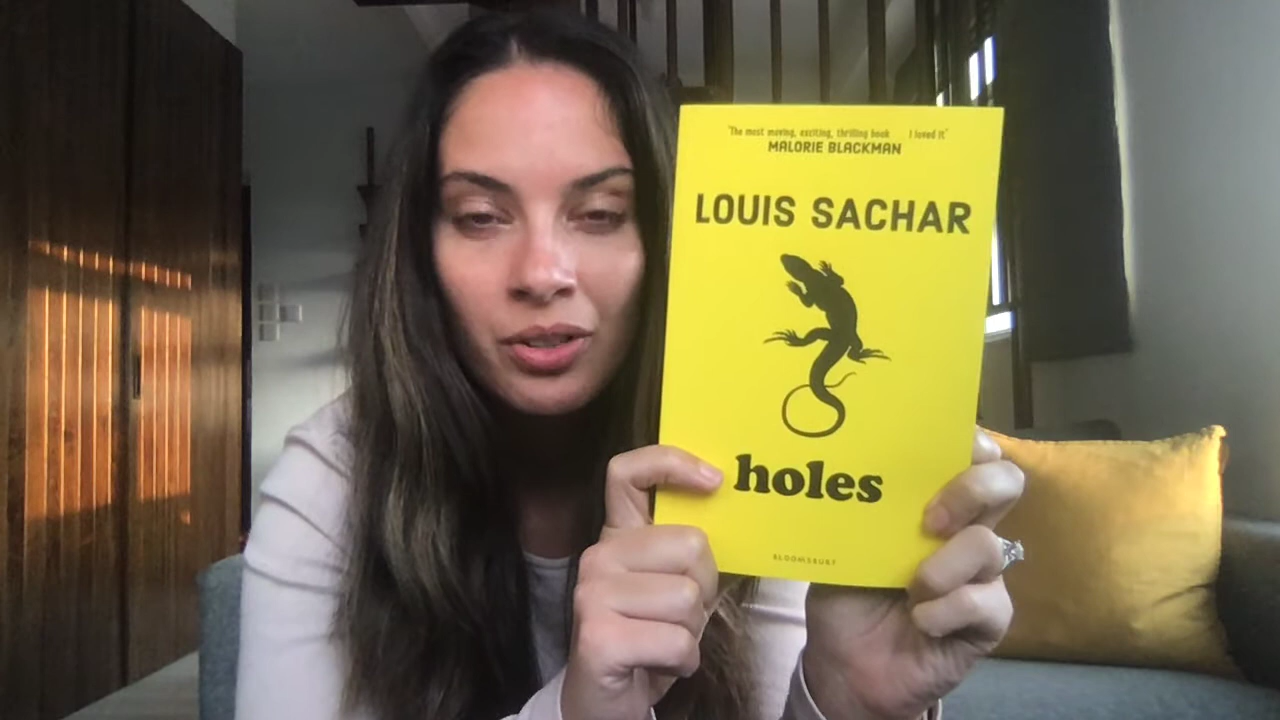 'The most moving, exciting, thrilling book I loved it'
MALORIE BLACKMAN
LOUIS SACHAR
holes
BLOOMSBURY